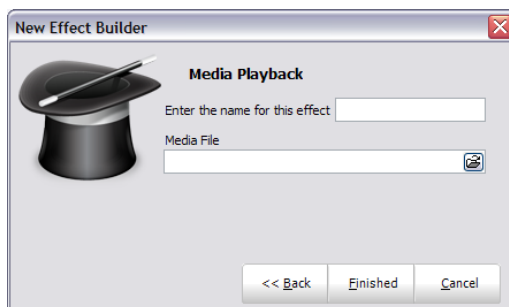 New Effect Builder
Media Playback
Enter the name for this effect
Media File
<< Back Finished Cancel